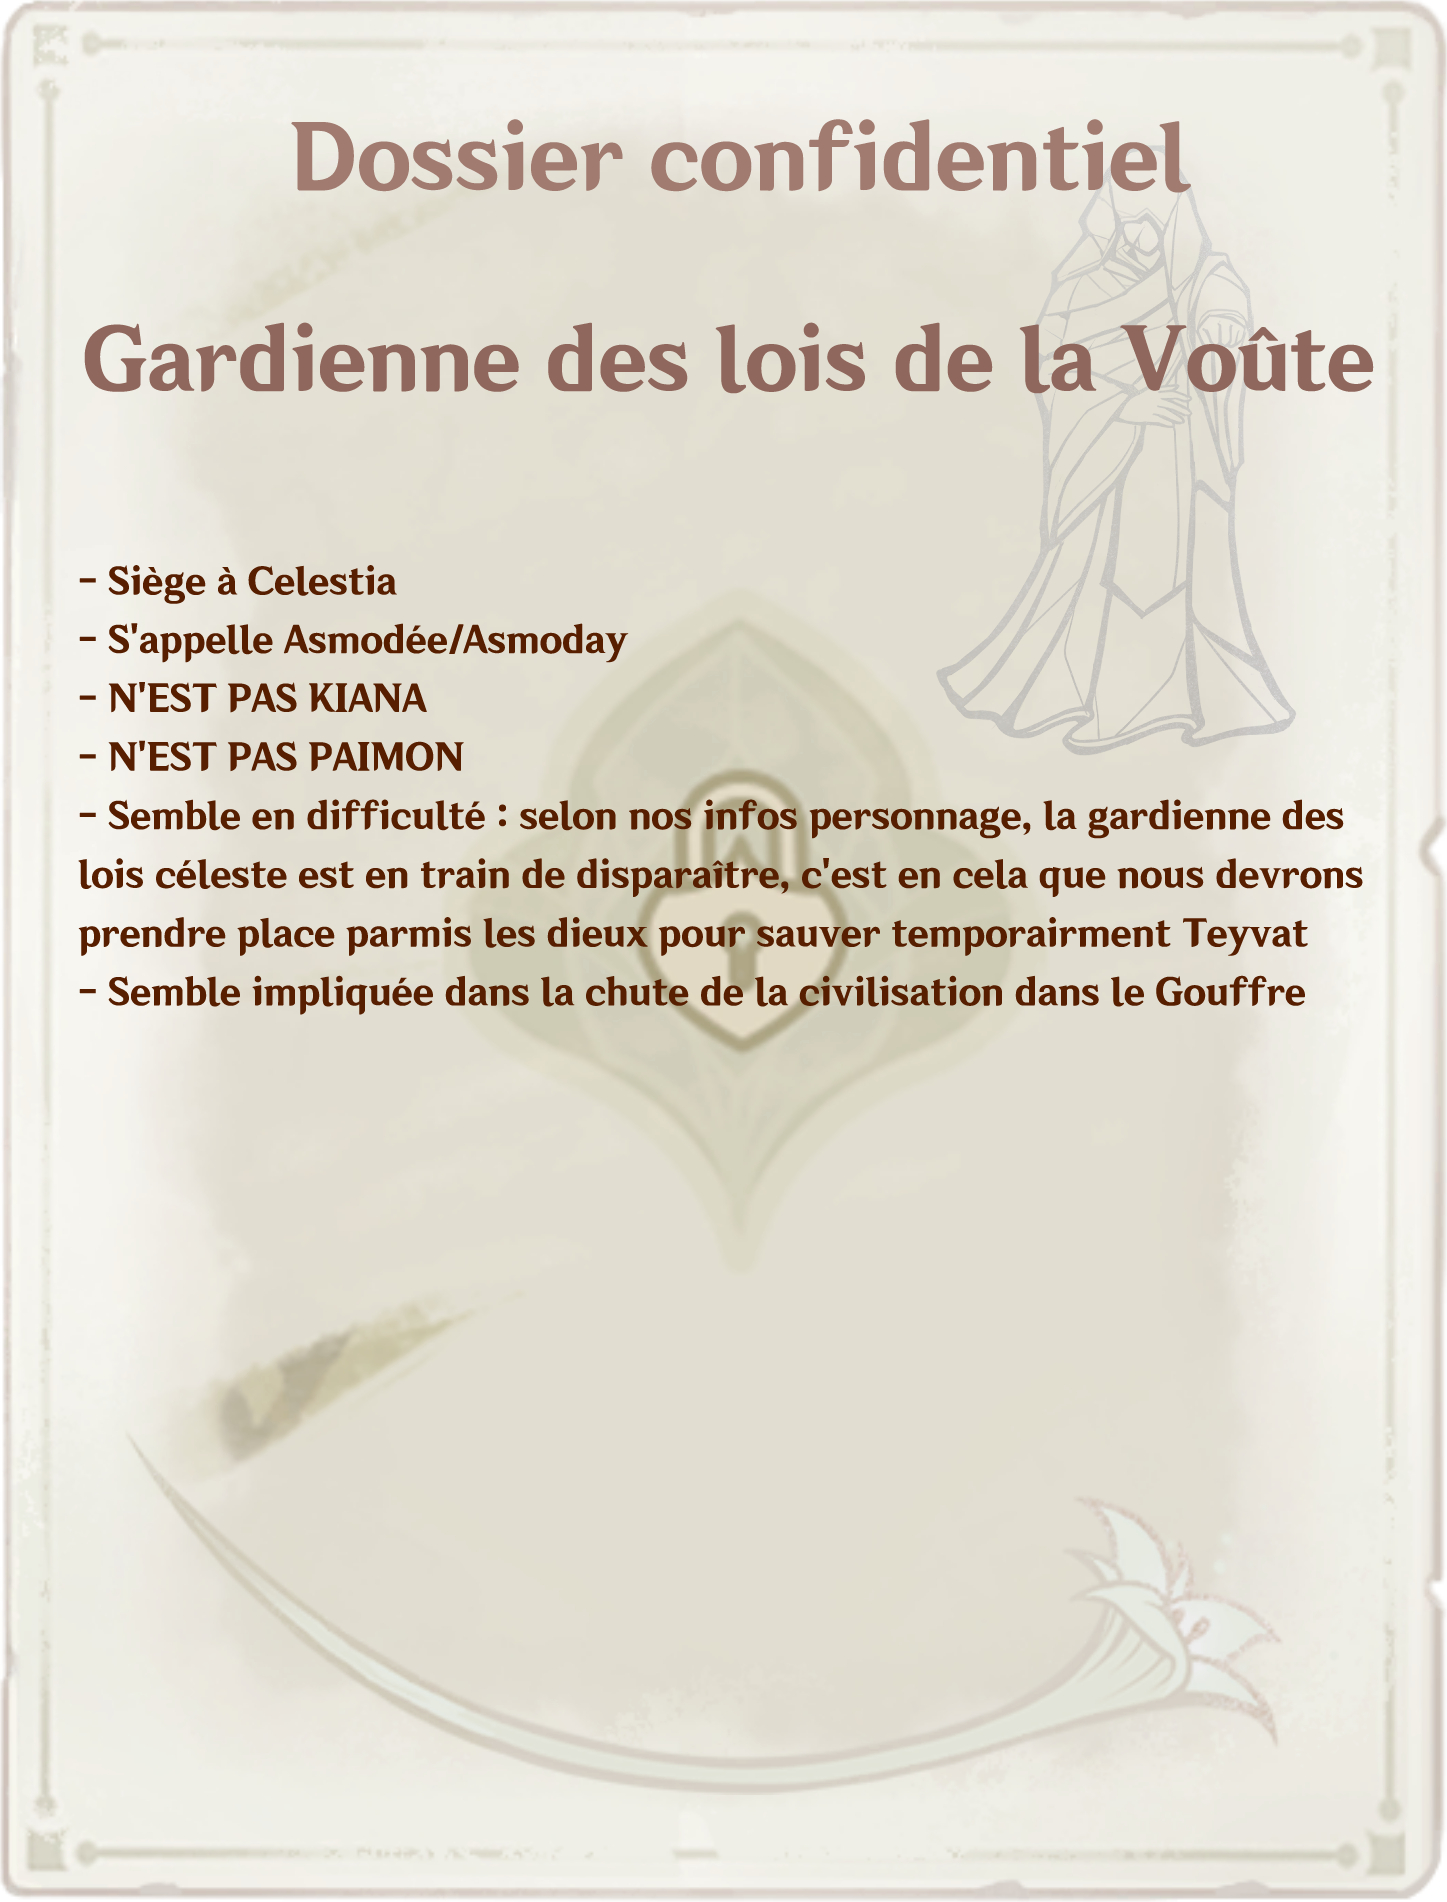 Dossier confidentiel
Gardienne des lois de la Voûte
- Siège à Celestia
- S'appelle Asmodée/Asmoday
- N'EST PAS KIANA
- N'EST PAS PAIMON
- Semble en difficulté : selon nos infos personnage, la gardienne des
lois céleste est en train de disparaître, c'est en cela que nous devrons
prendre place parmis les dieux pour sauver temporairment Teyvat
- Semble impliquée dans la chute de la civilisation dans le Gouffre